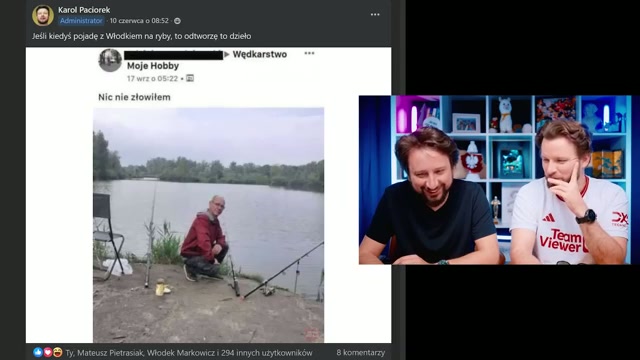 Karol Paciorek
Administrator · 10 czerwca o 08:52 ·
Jeśli kiedyś pojadę z Włodkiem na ryby, to odtworzę to dzieło
Wędkarstwo
Moje Hobby
17 wrz o 05:22 ·
Nic nie złowiłem
Team
Viewer
Ty, Mateusz Pietrasiak, Włodek Markowicz i 294 innych użytkowników
8 komentarzy